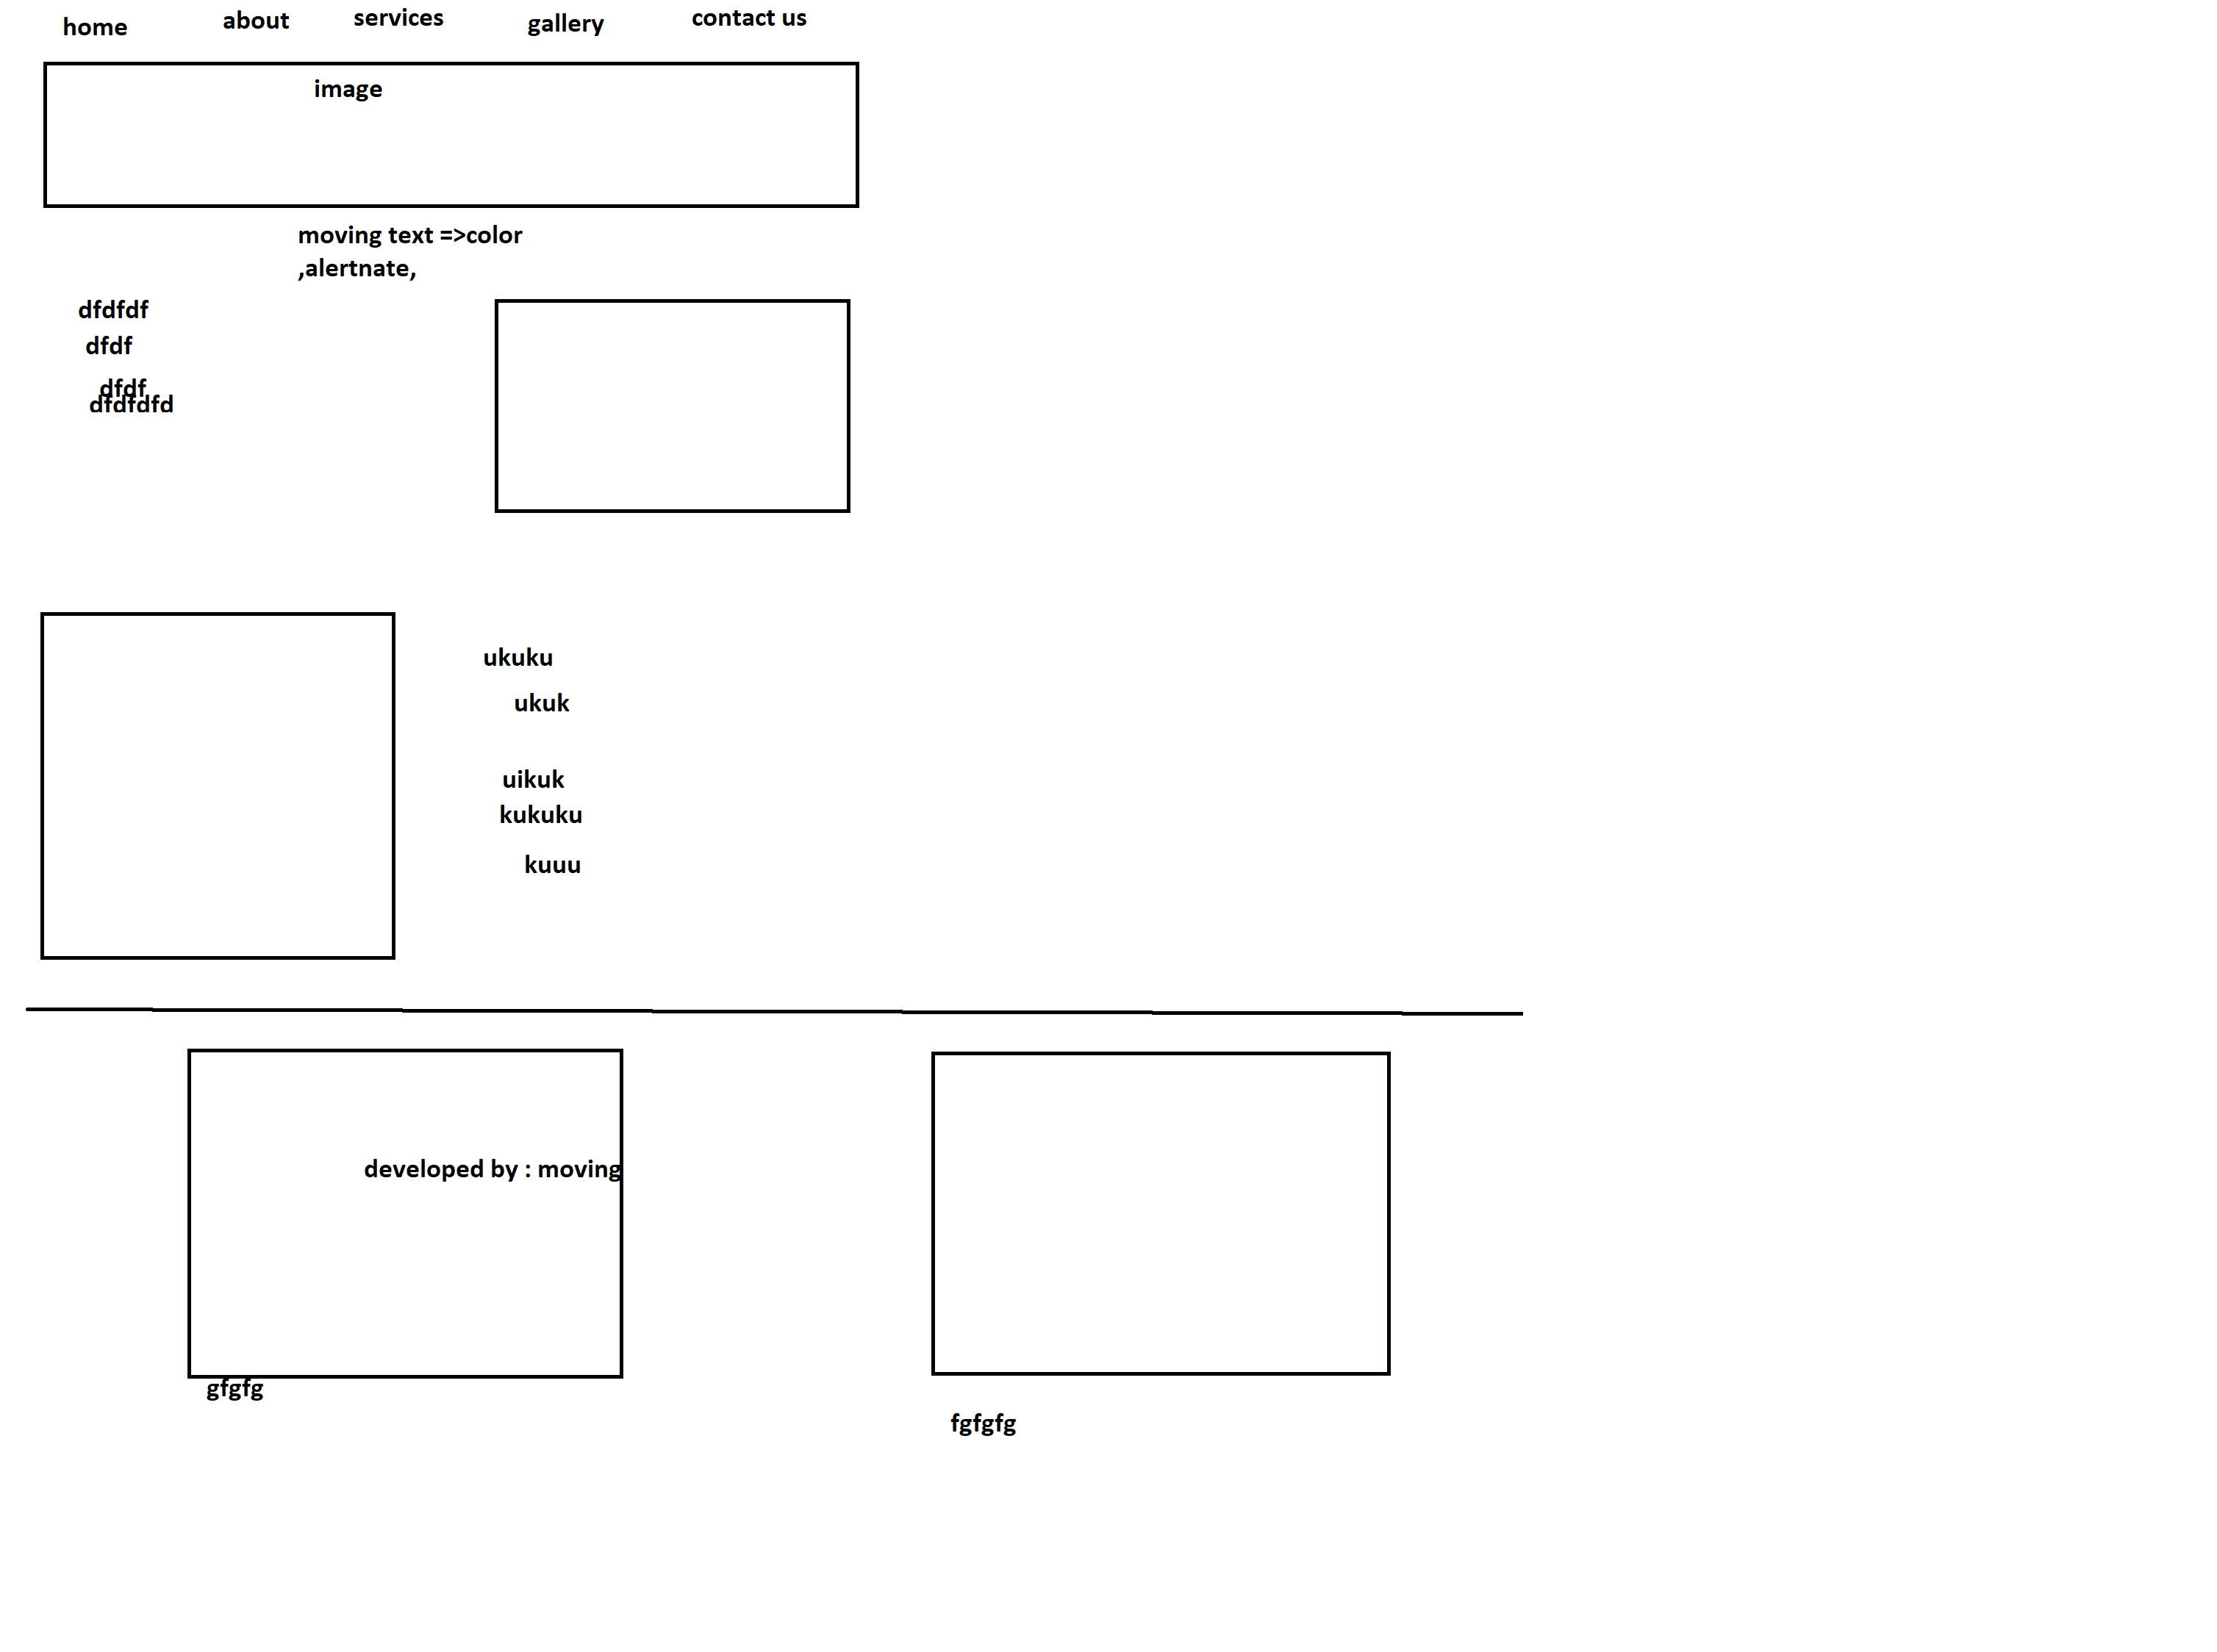 home about services gallery contact us
image
moving text =>color
,alertnate,
dfdfdf
dfdf
dfdf
dfdfdfd
ukuku
ukuk
uikuk
kukuku
kuuu
developed by : moving
gfgfg
fgfgfg